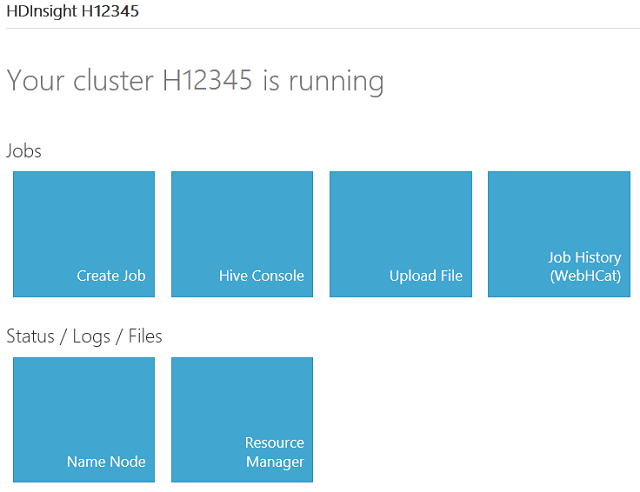 HDInsight H12345
Your cluster H12345 is running
Jobs
Create Job
Hive Console
Upload File
Job History
(WebHCat)
Status / Logs / Files
Name Node
Resource
Manager